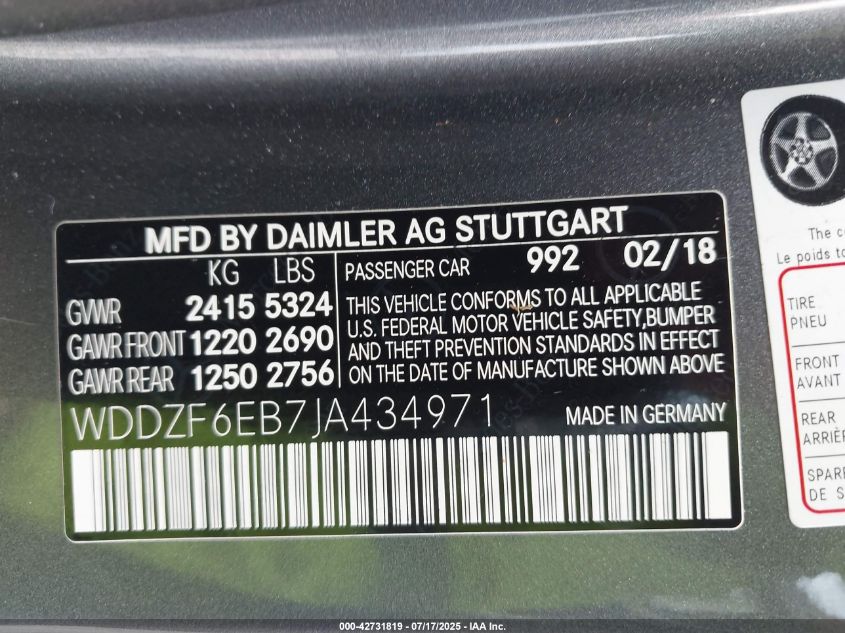 MFD BY DAIMLER AG STUTTGART
KG LBS
GVWR 2415 5324
GAWR FRONT 1220 2690
GAWR REAR 1250 2756
PASSENGER CAR 992 02/18
THIS VEHICLE CONFORMS TO ALL APPLICABLE
U.S. FEDERAL MOTOR VEHICLE SAFETY,BUMPER
AND THEFT PREVENTION STANDARDS IN EFFECT
ON THE DATE OF MANUFACTURE SHOWN ABOVE
WDDZF6EB7JA434971
MADE IN GERMANY
The
Le poids
TIRE
PNEU
FRONT
AVANT
REAR
DE
000-42731819 - 07/17/2025 - IAA Inc.